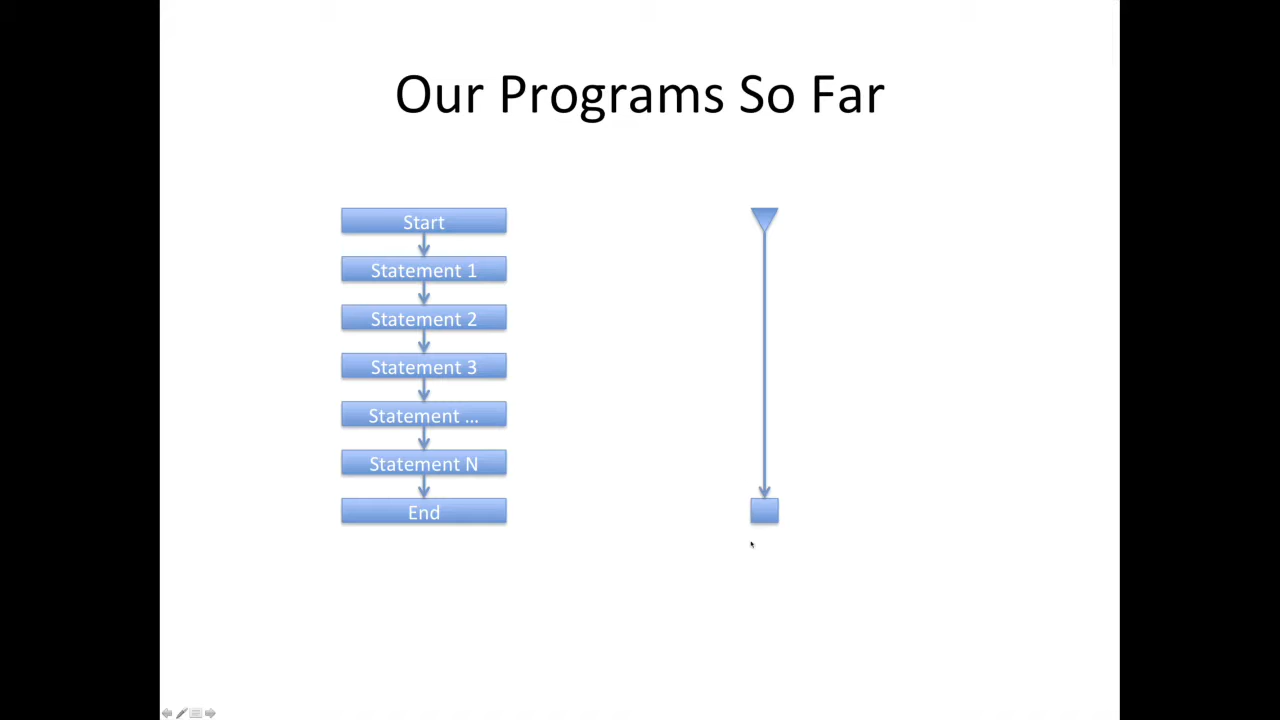 Our Programs So Far
Start
Statement 1
Statement 2
Statement 3
Statement ...
Statement N
End